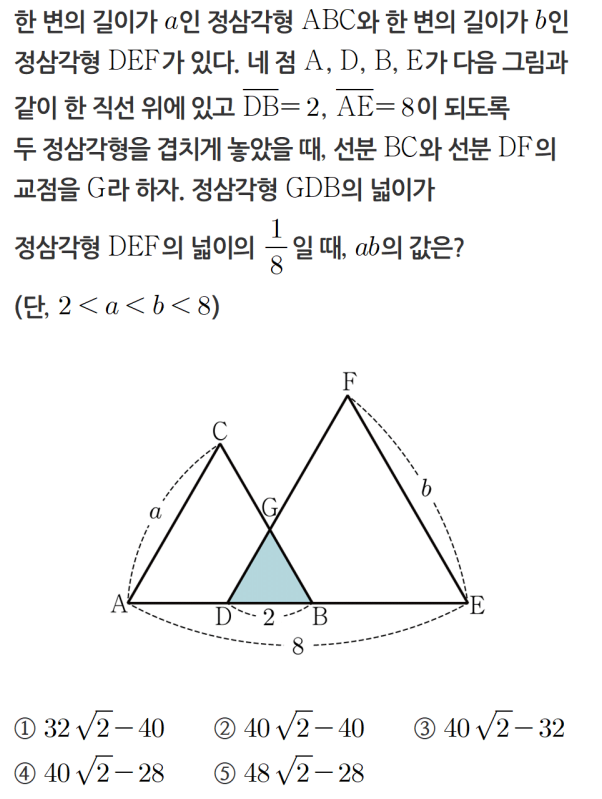 한 변의 길이가 a인 정삼각형 ABC와 한 변의 길이가 b인
정삼각형 DEF가 있다. 네 점 A, D, B, E가 다음 그림과
같이 한 직선 위에 있고 \overline{DB}=2, \overline{AE}=8이 되도록
두 정삼각형을 겹치게 놓았을 때, 선분 BC와 선분 DF의
교점을 G라 하자. 정삼각형 GDB의 넓이가
정삼각형 DEF의 넓이의 1/8일 때, ab의 값은?
(단, 2<a<b<8)
F
C
b
G
a
A D 2 B E
8
① 32√2−40 ② 40√2−40 ③ 40√2−32
④ 40√2−28 ⑤ 48√2−28